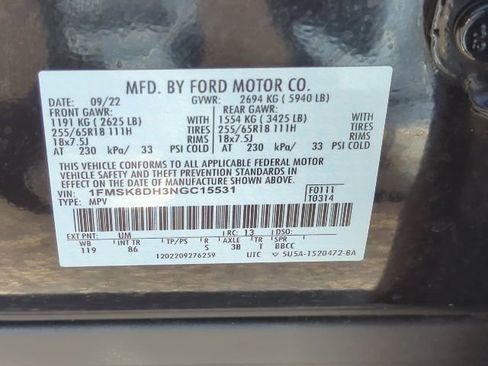 MFD. BY FORD MOTOR CO.
DATE: 09/22 GVWR: 2694 KG ( 5940 LB)
FRONT GAWR: REAR GAWR:
1191 KG ( 2625 LB) WITH 1554 KG ( 3425 LB) WITH
255/65R18 111H TIRES 255/65R18 111H TIRES
18x7.5J RIMS 18x7.5J RIMS
AT 230 kPa/ 33 PSI COLD AT 230 kPa/ 33 PSI COLD
THIS VEHICLE CONFORMS TO ALL APPLICABLE FEDERAL MOTOR
VEHICLE SAFETY AND THEFT PREVENTION STANDARDS IN EFFECT
ON THE DATE OF MANUFACTURE SHOWN ABOVE.
VIN: 1FMSK8DH3NGC15531 F0111
TYPE: MPV T0314
EXT PNT: UM RC: 13 DSO:
WB INT TR TP/PS R AXLE TR SPR
119 86 S 3B T BBCC
1202209276259 UTC 5U5A-1520472-BA